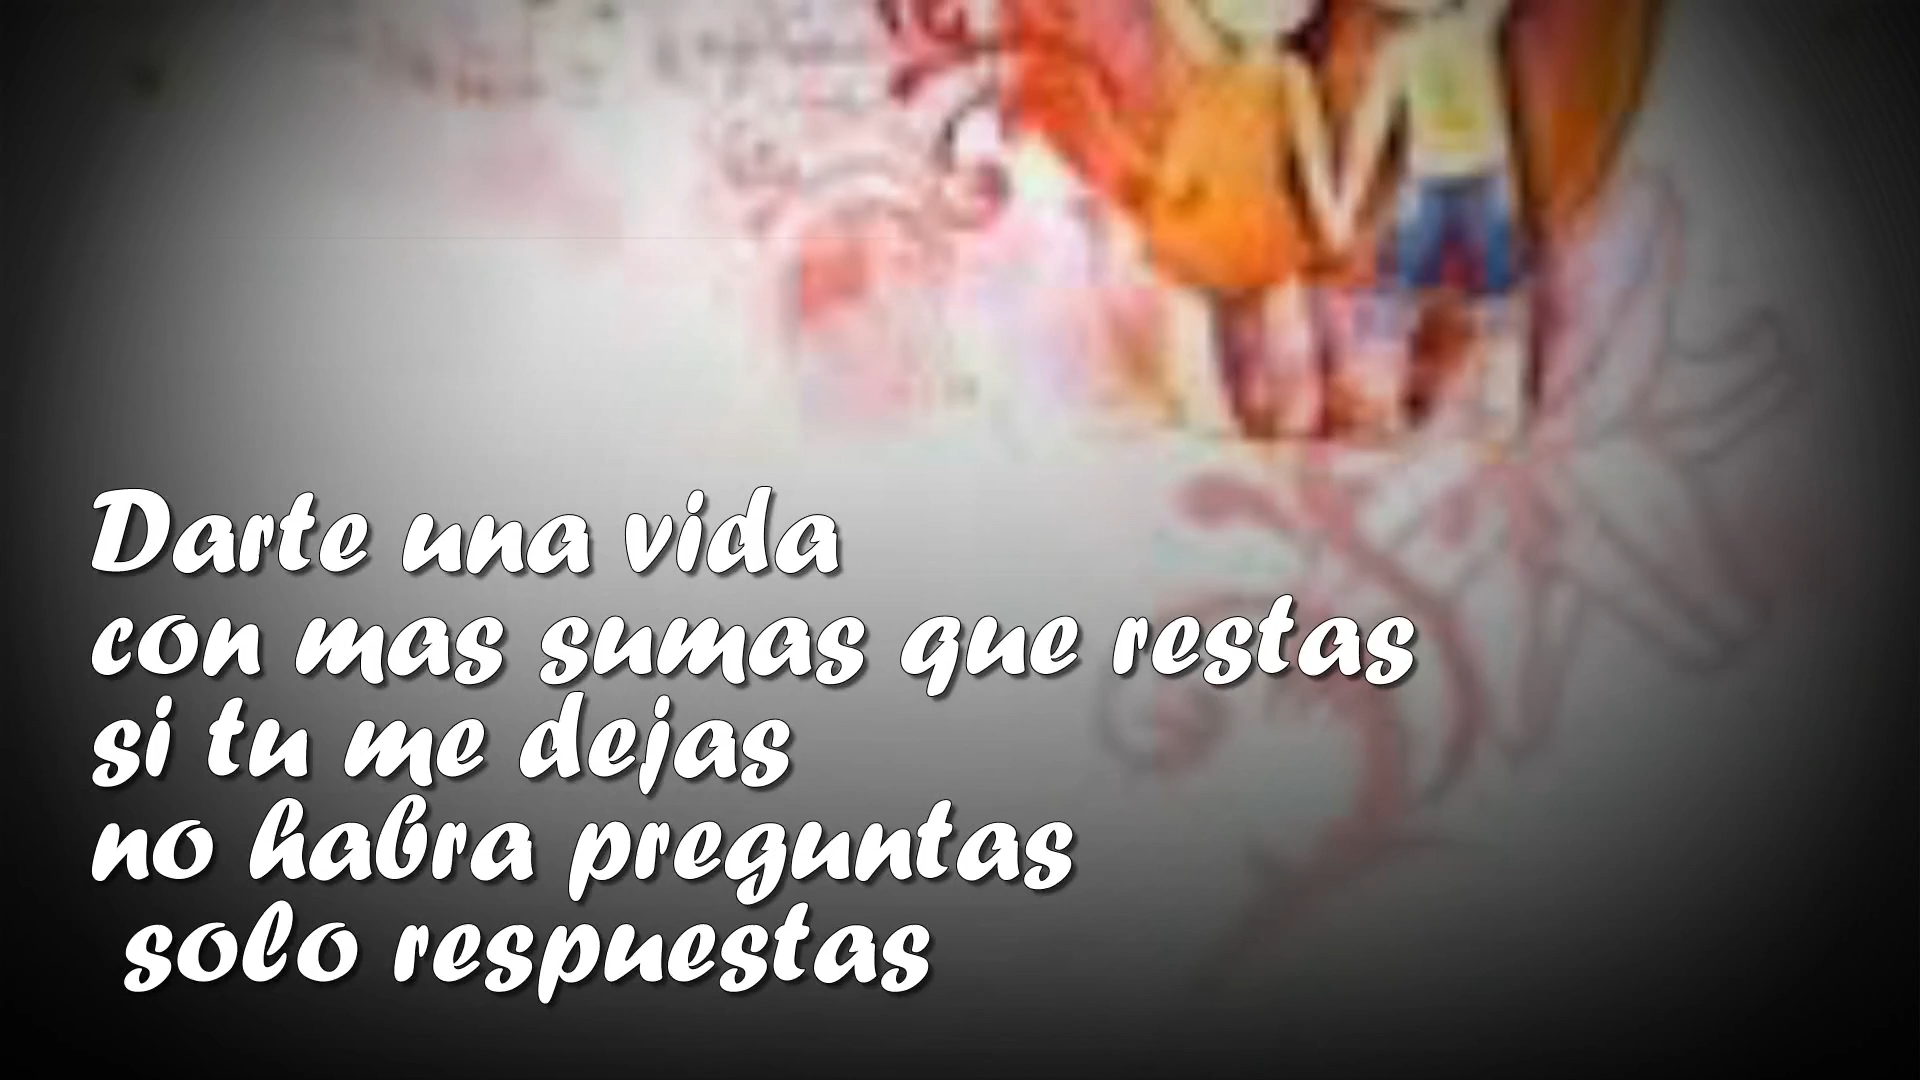 Darte una vida
con mas sumas que restas
si tu me dejas
no habra preguntas
solo respuestas